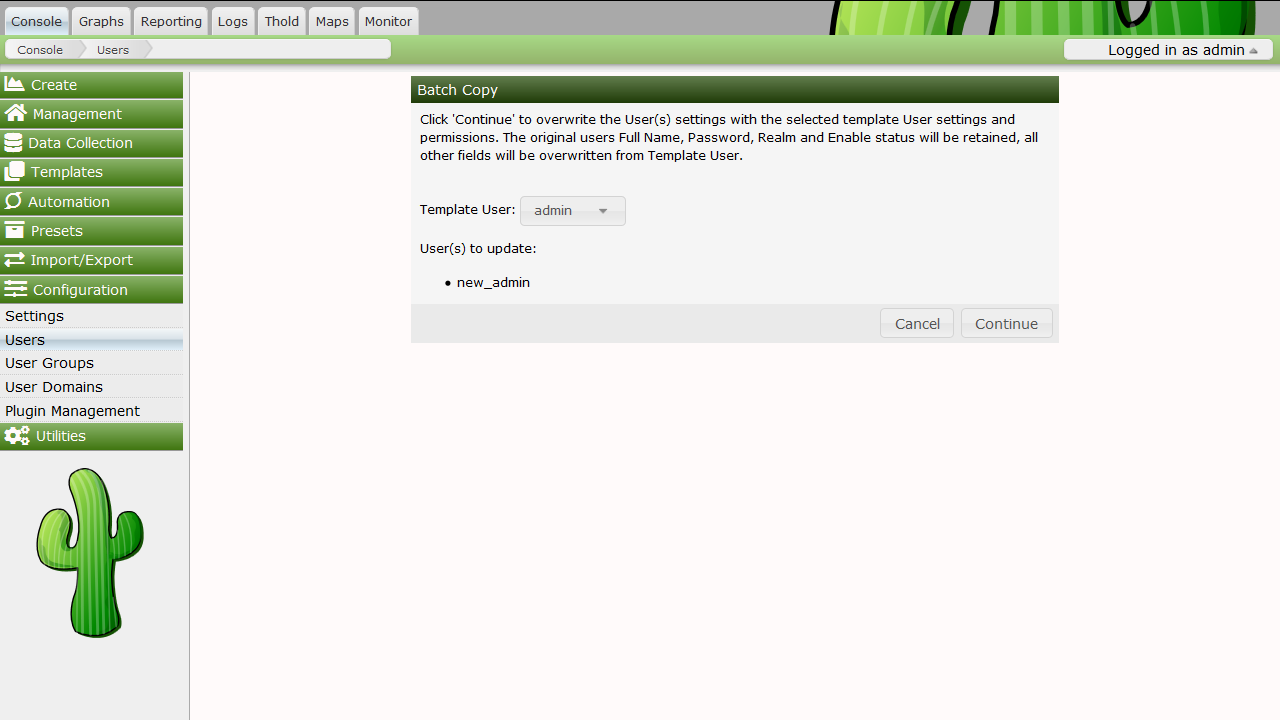 Console Graphs Reporting Logs Thold Maps Monitor
Console Users
Logged in as admin
Create
Management
Data Collection
Templates
Automation
Presets
Import/Export
Configuration
Settings
Users
User Groups
User Domains
Plugin Management
Utilities
Batch Copy
Click 'Continue' to overwrite the User(s) settings with the selected template User settings and
permissions. The original users Full Name, Password, Realm and Enable status will be retained, all
other fields will be overwritten from Template User.
Template User: admin
User(s) to update:
• new_admin
Cancel Continue